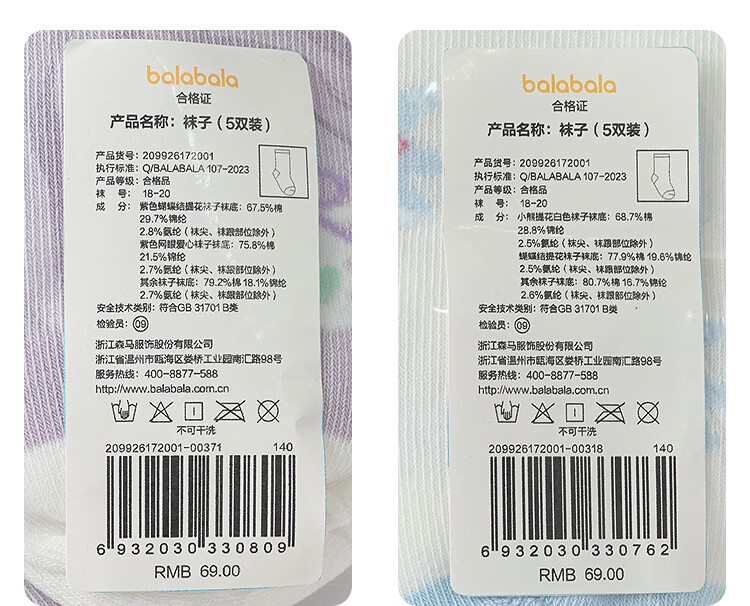 balabala
合格证
产品名称：袜子（5双装）
产品货号：209926172001
执行标准：Q/BALABALA 107-2023
产品等级：合格品
袜 号：18-20
成 分：紫色蝴蝶结提花袜子袜底：67.5%棉
29.7%锦纶
2.8%氨纶（袜尖、袜跟部位除外）
紫色网眼爱心袜子袜底：75.8%棉
21.5%锦纶
2.7%氨纶（袜尖、袜跟部位除外）
其余袜子袜底：79.2%棉 18.1%锦纶
2.7%氨纶（袜尖、袜跟部位除外）
安全技术类别：符合GB 31701 B类
检验员：09
浙江森马服饰股份有限公司
浙江省温州市瓯海区娄桥工业园南汇路98号
服务热线：400-8877-588
http://www.balabala.com.cn
不可干洗
209926172001-00371 140
6 932030 330809
RMB 69.00
balabala
合格证
产品名称：袜子（5双装）
产品货号：209926172001
执行标准：Q/BALABALA 107-2023
产品等级：合格品
袜 号：18-20
成 分：小熊提花白色袜子袜底：68.7%棉
28.8%锦纶
2.5%氨纶（袜尖、袜跟部位除外）
蝴蝶结提花袜子袜底：77.9%棉 19.6%锦纶
2.5%氨纶（袜尖、袜跟部位除外）
其余袜子袜底：80.7%棉 16.7%锦纶
2.6%氨纶（袜尖、袜跟部位除外）
安全技术类别：符合GB 31701 B类
检验员：09
浙江森马服饰股份有限公司
浙江省温州市瓯海区娄桥工业园南汇路98号
服务热线：400-8877-588
http://www.balabala.com.cn
不可干洗
209926172001-00318 140
6 932030 330762
RMB 69.00